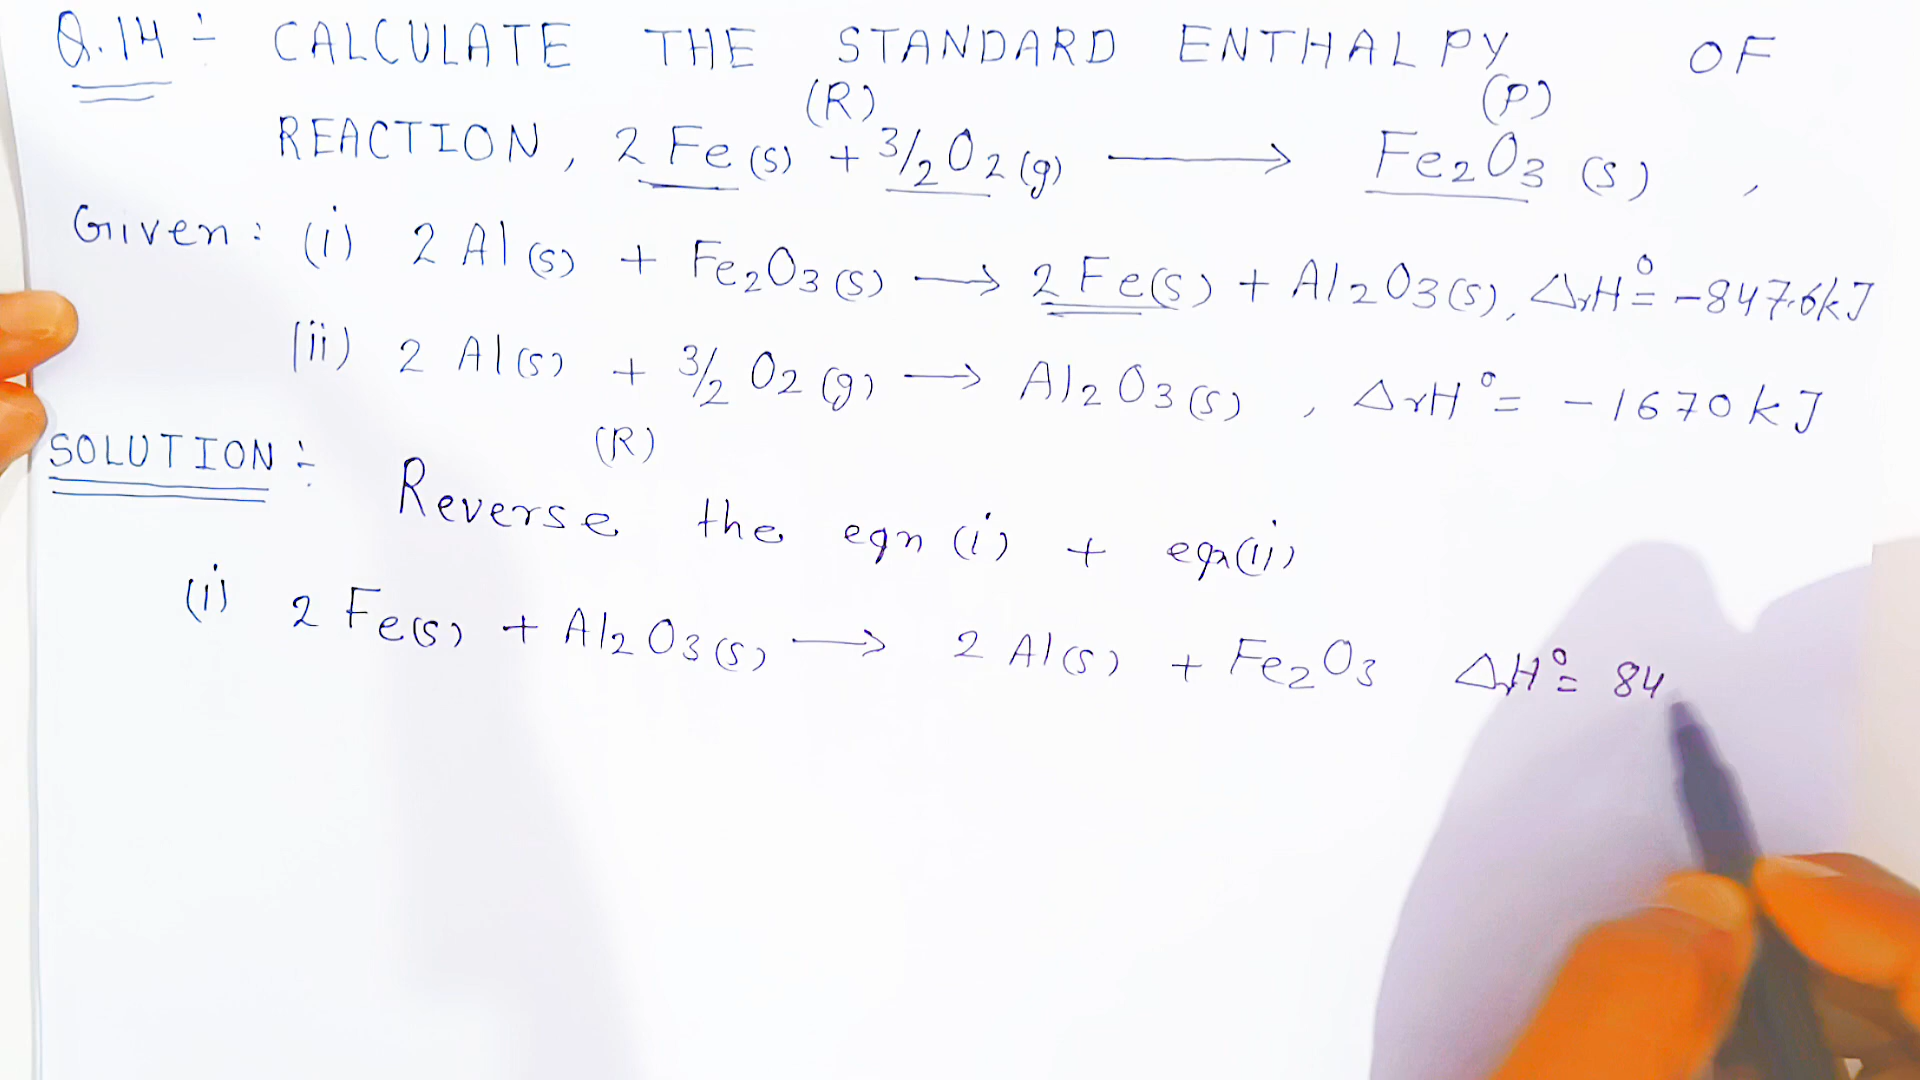 Q.14 :- CALCULATE THE STANDARD ENTHALPY OF
(R) (P)
REACTION, 2 Fe (s) + 3/2 O2 (g) ⟶ Fe2O3 (s) ,
Given : (i) 2 Al (s) + Fe2O3 (s) ⟶ 2 Fe(s) + Al2O3 (s), ΔrH° = -847.6kJ
(ii) 2 Al (s) + 3/2 O2 (g) ⟶ Al2O3 (s) , ΔrH° = -1670 kJ
(R)
SOLUTION :- Reverse the eqn (i) + eqn(ii)
(i) 2 Fe(s) + Al2O3 (s) ⟶ 2 Al(s) + Fe2O3 ΔrH° = 84